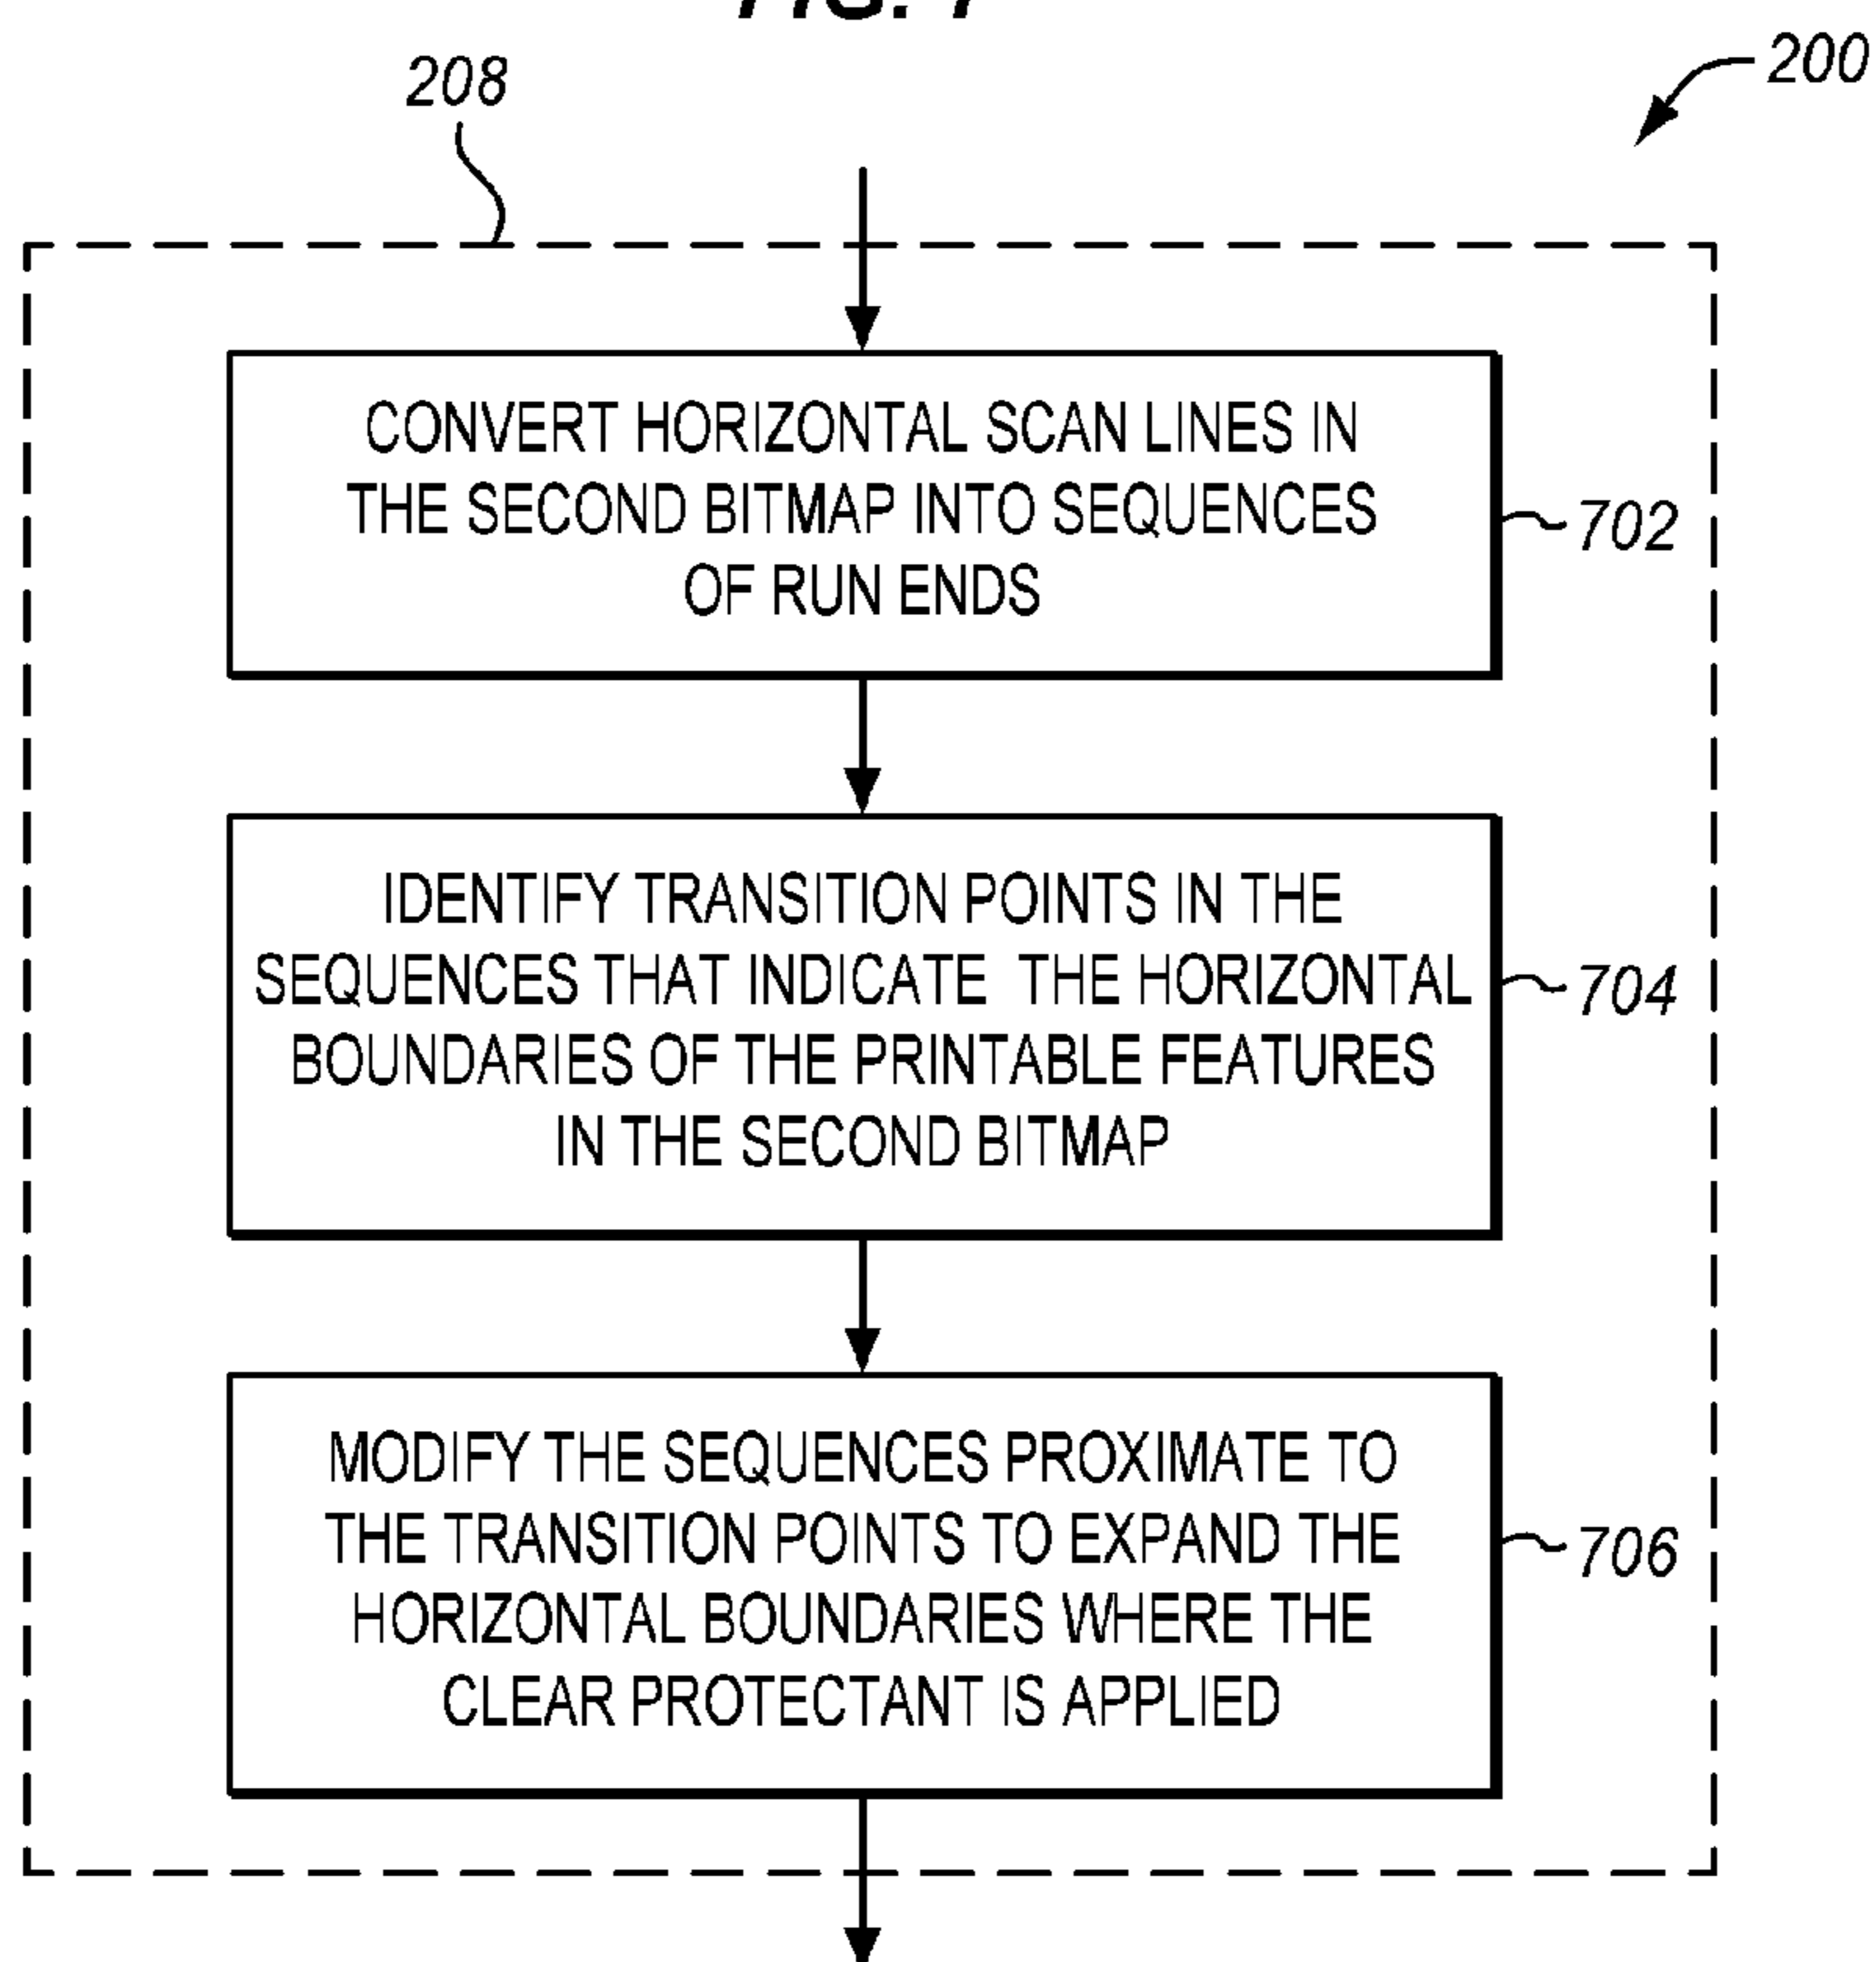 FIG. 7
208
200
CONVERT HORIZONTAL SCAN LINES IN
THE SECOND BITMAP INTO SEQUENCES
OF RUN ENDS
702
IDENTIFY TRANSITION POINTS IN THE
SEQUENCES THAT INDICATE THE HORIZONTAL
BOUNDARIES OF THE PRINTABLE FEATURES
IN THE SECOND BITMAP
704
MODIFY THE SEQUENCES PROXIMATE TO
THE TRANSITION POINTS TO EXPAND THE
HORIZONTAL BOUNDARIES WHERE THE
CLEAR PROTECTANT IS APPLIED
706